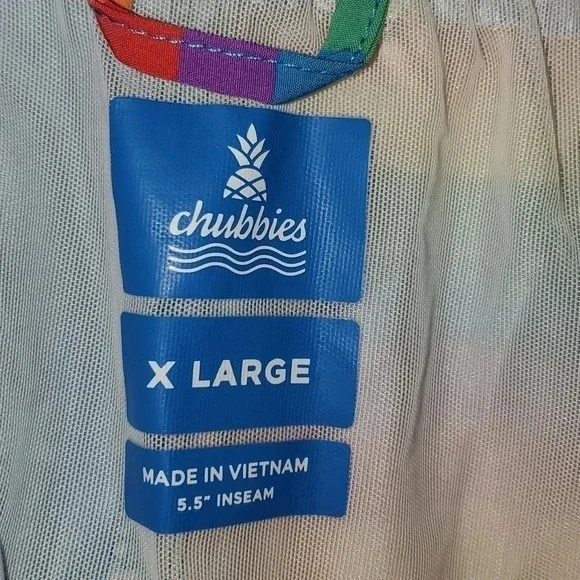 chubbies
X LARGE
MADE IN VIETNAM
5.5" INSEAM